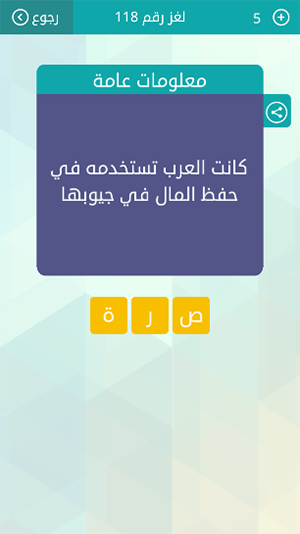 رجوع لغز رقم 118 5
معلومات عامة
كانت العرب تستخدمه في
حفظ المال في جيوبها
ص ر ة